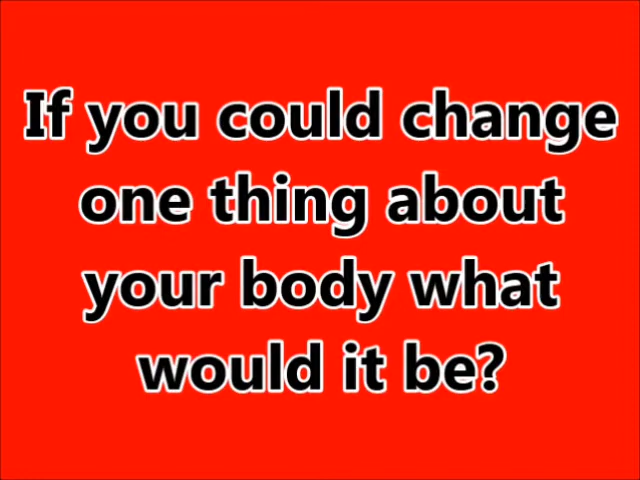 If you could change
one thing about
your body what
would it be?